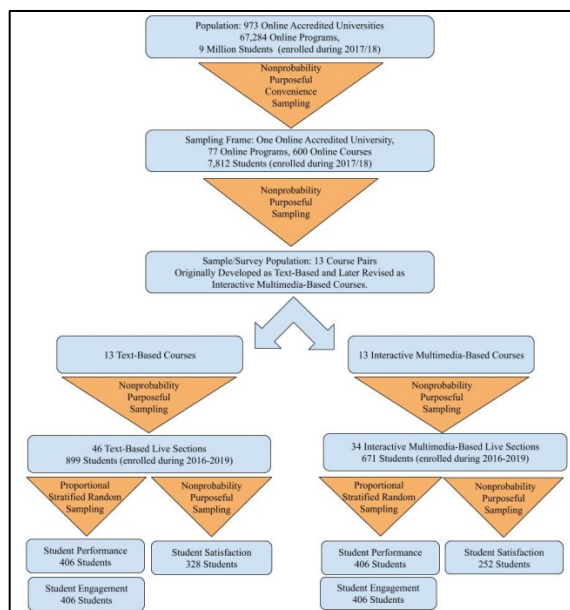 Population: 973 Online Accredited Universities
67,284 Online Programs,
9 Million Students (enrolled during 2017/18)
Nonprobability
Purposeful
Convenience
Sampling
Sampling Frame: One Online Accredited University,
77 Online Programs, 600 Online Courses
7,812 Students (enrolled during 2017/18)
Nonprobability
Purposeful
Sampling
Sample/Survey Population: 13 Course Pairs
Originally Developed as Text-Based and Later Revised as
Interactive Multimedia-Based Courses.
13 Text-Based Courses
Nonprobability
Purposeful
Sampling
46 Text-Based Live Sections
899 Students (enrolled during 2016-2019)
Proportional
Stratified Random
Sampling
Nonprobability
Purposeful
Sampling
Student Performance
406 Students
Student Satisfaction
328 Students
Student Engagement
406 Students
13 Interactive Multimedia-Based Courses
Nonprobability
Purposeful
Sampling
34 Interactive Multimedia-Based Live Sections
671 Students (enrolled during 2016-2019)
Proportional
Stratified Random
Sampling
Nonprobability
Purposeful
Sampling
Student Performance
406 Students
Student Satisfaction
252 Students
Student Engagement
406 Students